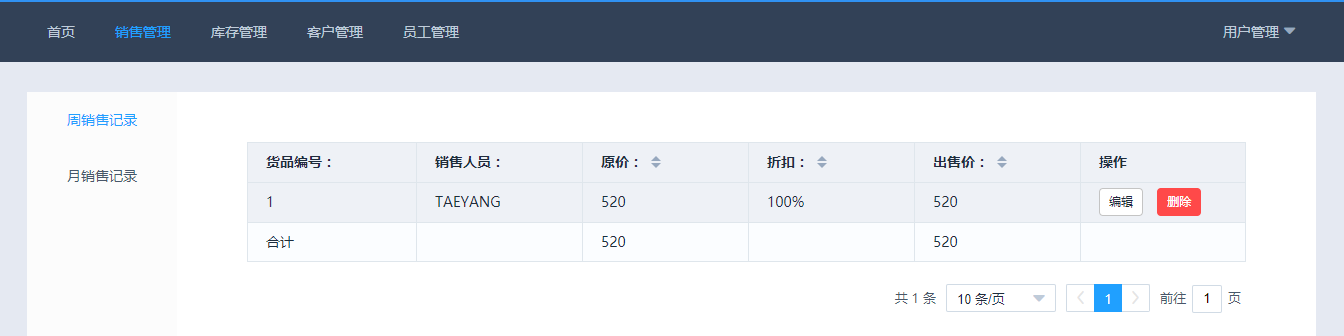 首页 销售管理 库存管理 客户管理 员工管理 用户管理
周销售记录
月销售记录
货品编号： 销售人员： 原价： 折扣： 出售价： 操作
1 TAEYANG 520 100% 520 编辑 删除
合计 520 520
共 1 条 10 条/页 1 前往 1 页